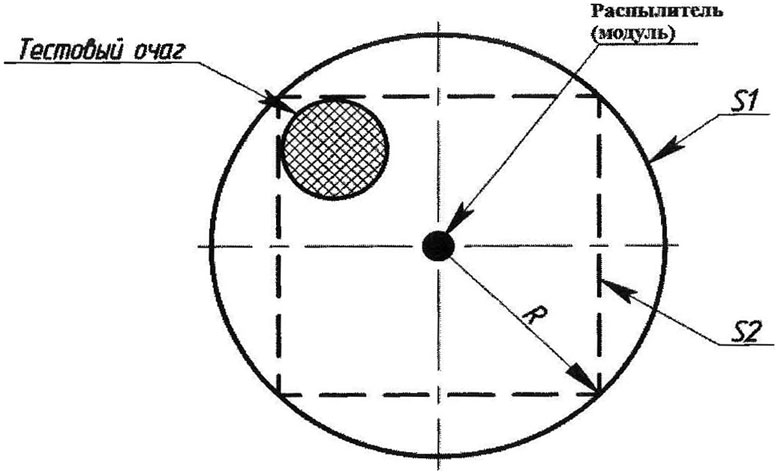 Распылитель
(модуль)
Тестовый очаг
S1
R
S2